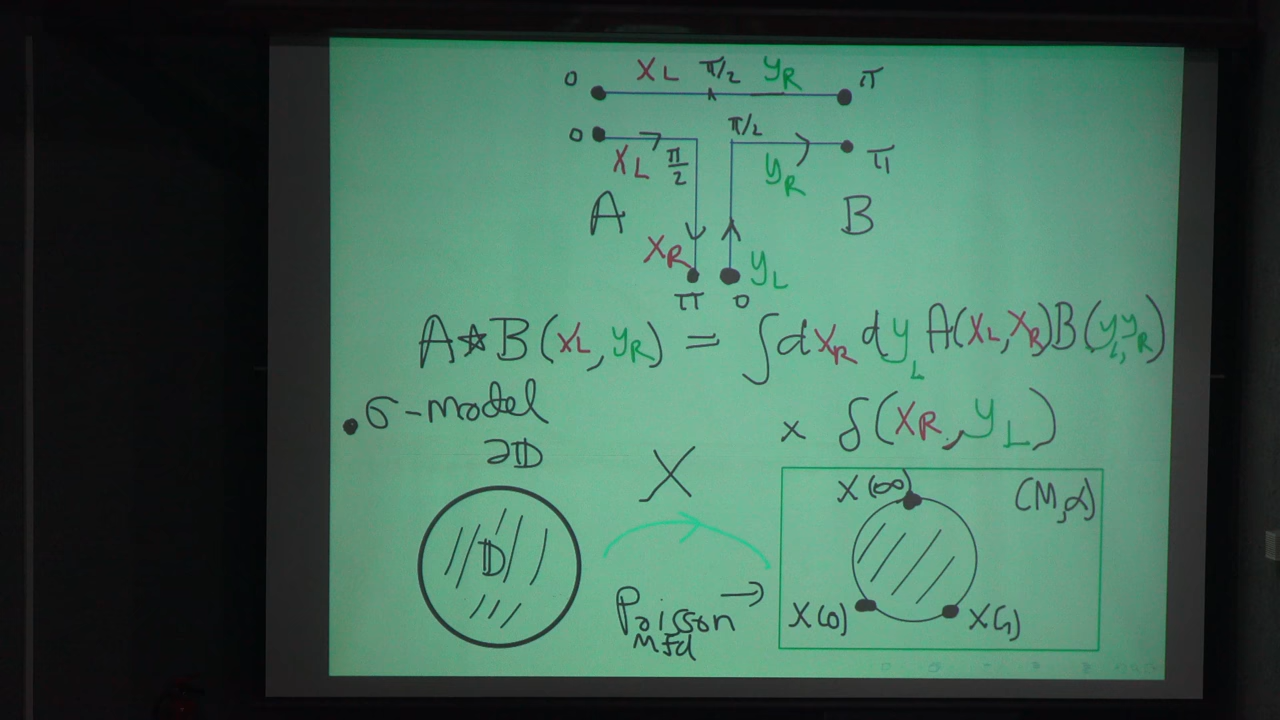 0 X_L π/2 y_R π
0 X_L π/2 π/2 y_R π
A B
X_R y_L
π 0
A☆B(X_L, y_R) = ∫dX_R dy_L A(X_L, X_R)B(y_L, y_R)
• σ-model × δ(X_R, y_L)
∂𝔻 X X(∞) (M,α)
𝔻
Poisson → X(0) X(1)
Mfd